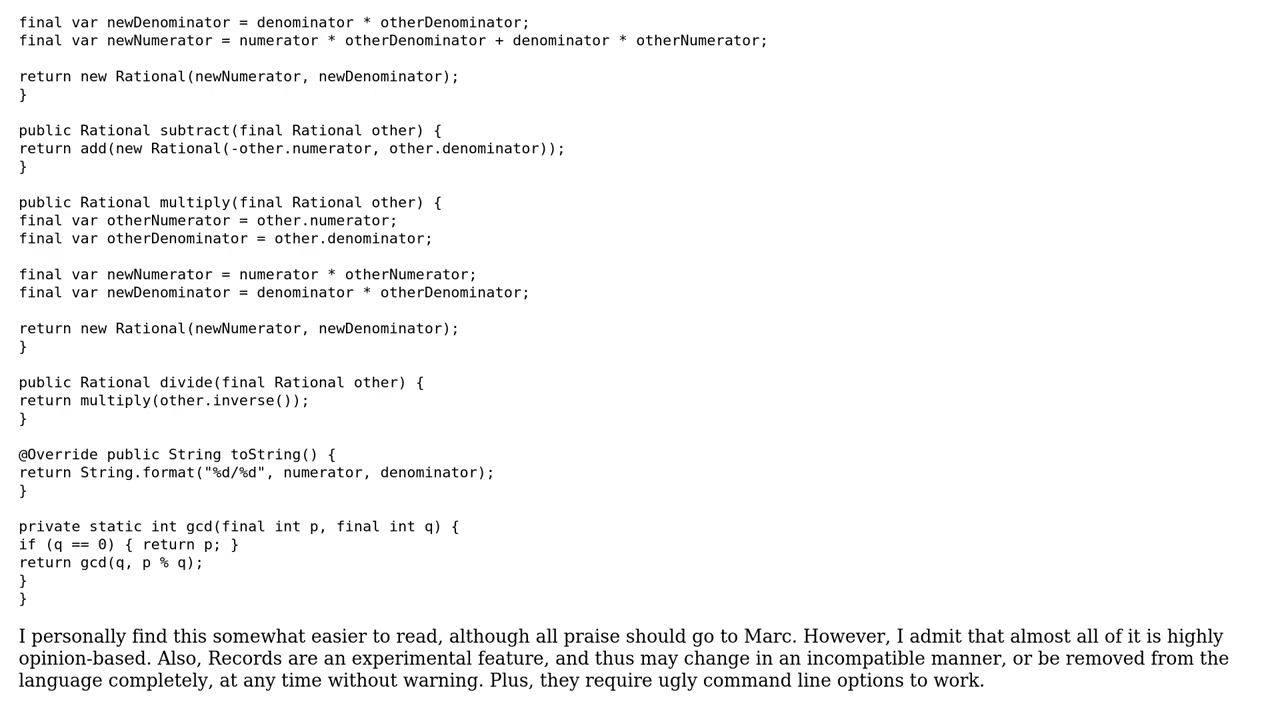 final var newDenominator = denominator * otherDenominator;
final var newNumerator = numerator * otherDenominator + denominator * otherNumerator;

return new Rational(newNumerator, newDenominator);
}

public Rational subtract(final Rational other) {
return add(new Rational(-other.numerator, other.denominator));
}

public Rational multiply(final Rational other) {
final var otherNumerator = other.numerator;
final var otherDenominator = other.denominator;

final var newNumerator = numerator * otherNumerator;
final var newDenominator = denominator * otherDenominator;

return new Rational(newNumerator, newDenominator);
}

public Rational divide(final Rational other) {
return multiply(other.inverse());
}

@Override public String toString() {
return String.format("%d/%d", numerator, denominator);
}

private static int gcd(final int p, final int q) {
if (q == 0) { return p; }
return gcd(q, p % q);
}
}

I personally find this somewhat easier to read, although all praise should go to Marc. However, I admit that almost all of it is highly
opinion-based. Also, Records are an experimental feature, and thus may change in an incompatible manner, or be removed from the
language completely, at any time without warning. Plus, they require ugly command line options to work.